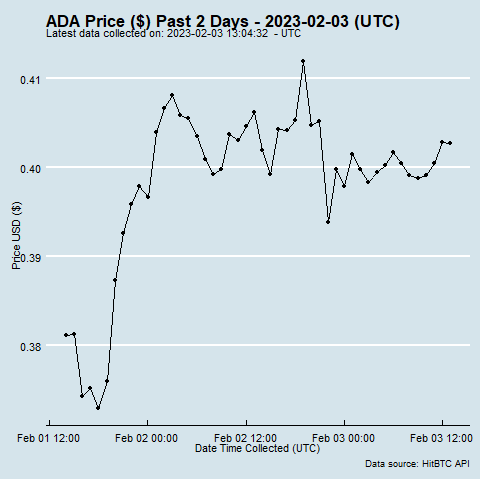 ADA Price ($) Past 2 Days - 2023-02-03 (UTC)
Latest data collected on: 2023-02-03 13:04:32 - UTC
0.41
0.40
0.39
0.38
Price USD ($)
Feb 01 12:00 Feb 02 00:00 Feb 02 12:00 Feb 03 00:00 Feb 03 12:00
Date Time Collected (UTC)
Data source: HitBTC API